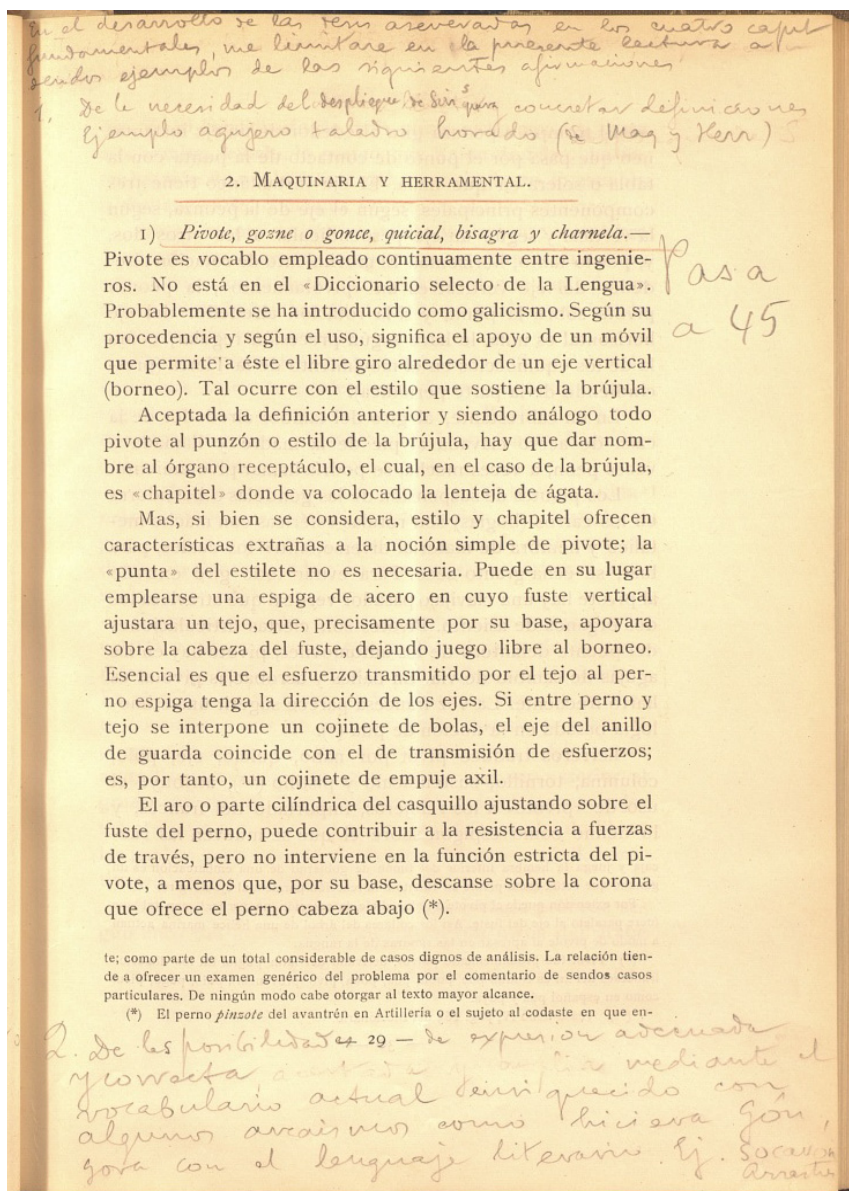 En el desarrollo de las tesis aseveradas en los cuatro capit
fundamentales, me limitare en la presente lectura a
sendos ejemplos de las siguientes afirmaciones
1. De la necesidad del despliegue de concretar definiciones
Ejemplo agujero taladro horado (de Maq y Herr)
2. MAQUINARIA Y HERRAMENTAL.
1) Pivote, gozne o gonce, quicial, bisagra y charnela.—
Pivote es vocablo empleado continuamente entre ingenie-
ros. No está en el «Diccionario selecto de la Lengua».
Probablemente se ha introducido como galicismo. Según su
procedencia y según el uso, significa el apoyo de un móvil
que permite a éste el libre giro alrededor de un eje vertical
(borneo). Tal ocurre con el estilo que sostiene la brújula.
Pasa
a 45
Aceptada la definición anterior y siendo análogo todo
pivote al punzón o estilo de la brújula, hay que dar nom-
bre al órgano receptáculo, el cual, en el caso de la brújula,
es «chapitel» donde va colocado la lenteja de ágata.
Mas, si bien se considera, estilo y chapitel ofrecen
características extrañas a la noción simple de pivote; la
«punta» del estilete no es necesaria. Puede en su lugar
emplearse una espiga de acero en cuyo fuste vertical
ajustara un tejo, que, precisamente por su base, apoyara
sobre la cabeza del fuste, dejando juego libre al borneo.
Esencial es que el esfuerzo transmitido por el tejo al per-
no espiga tenga la dirección de los ejes. Si entre perno y
tejo se interpone un cojinete de bolas, el eje del anillo
de guarda coincide con el de transmisión de esfuerzos;
es, por tanto, un cojinete de empuje axil.
El aro o parte cilíndrica del casquillo ajustando sobre el
fuste del perno, puede contribuir a la resistencia a fuerzas
de través, pero no interviene en la función estricta del pi-
vote, a menos que, por su base, descanse sobre la corona
que ofrece el perno cabeza abajo (*).
te; como parte de un total considerable de casos dignos de análisis. La relación tien-
de a ofrecer un examen genérico del problema por el comentario de sendos casos
particulares. De ningún modo cabe otorgar al texto mayor alcance.
(*) El perno pinzote del avantrén en Artillería o el sujeto al codaste en que en-
— 29 —
2. De las posibilidades de expresion adecuada
y correcta, mediante el
vocabulario actual enriquecido con
algunos arcaismos como hiciera Gón,
gora con el lenguaje literario. Ej. Socavon